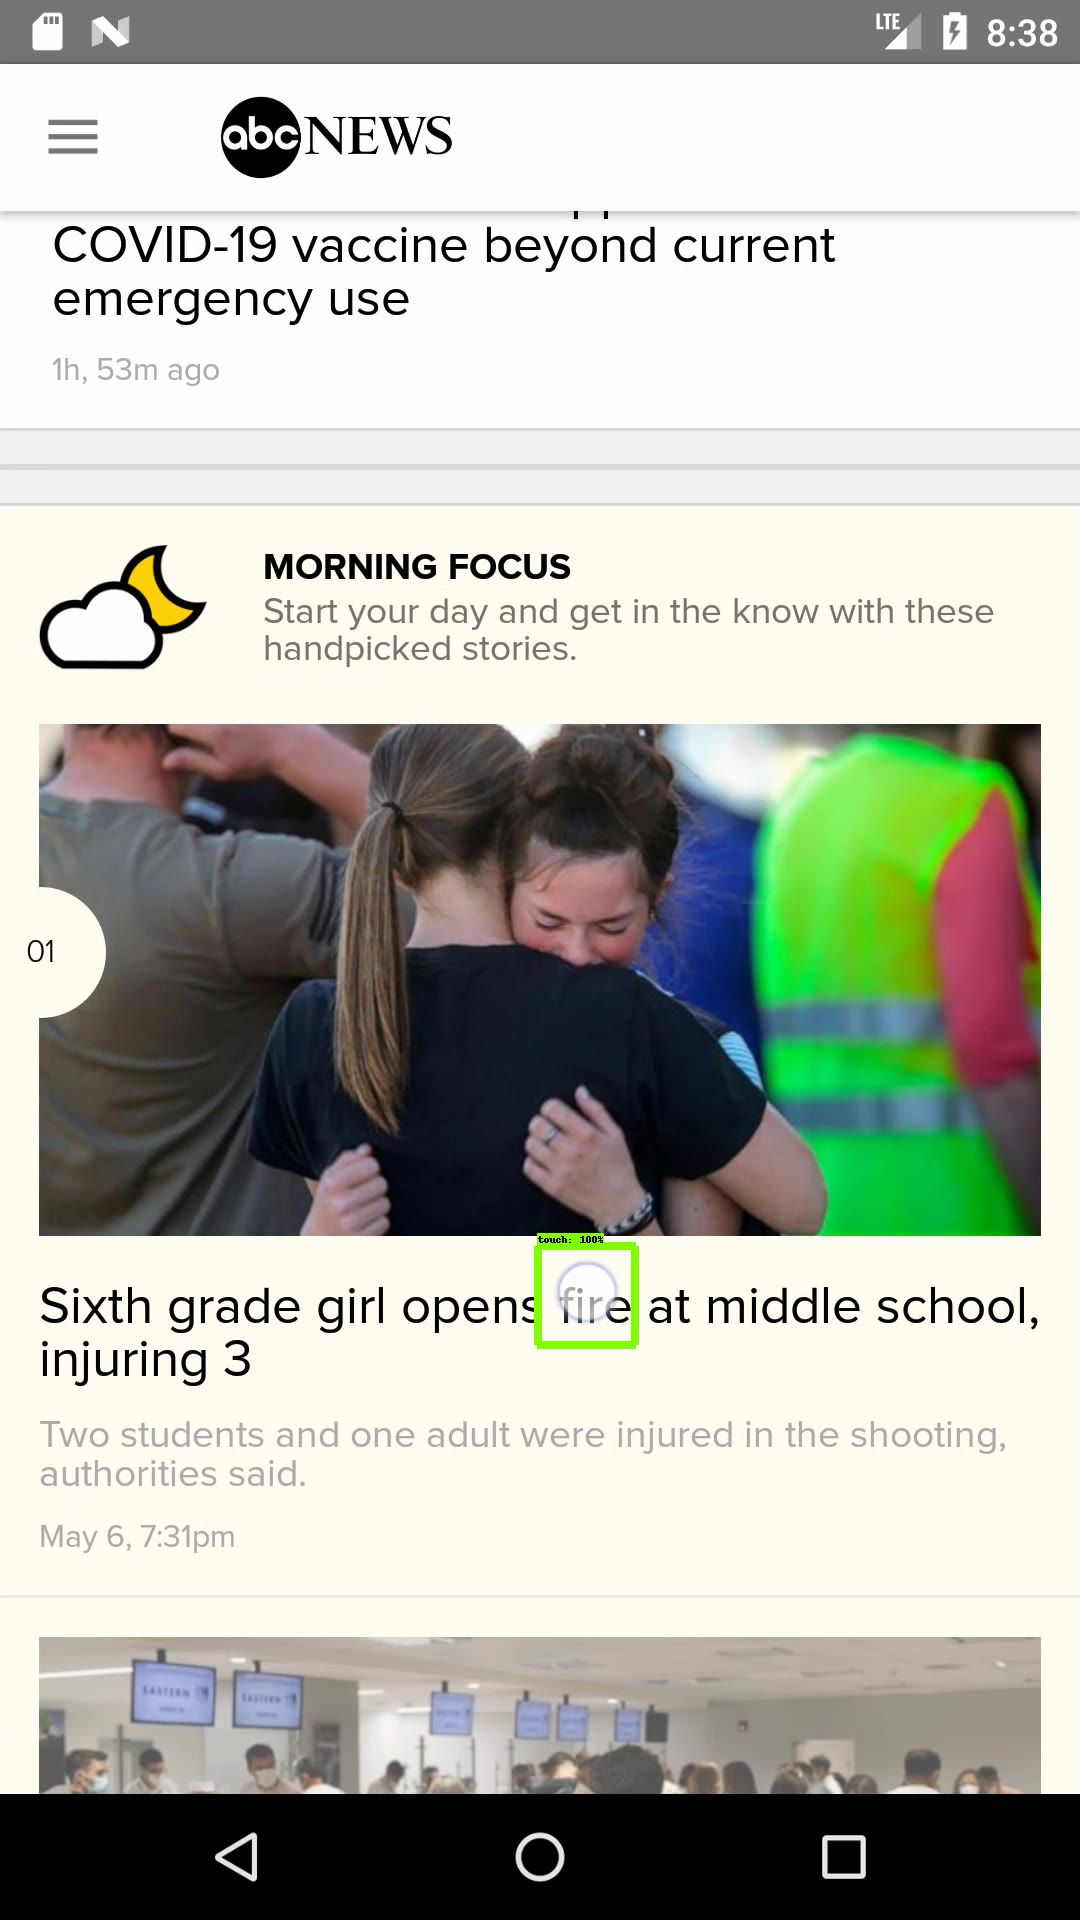 LTE 8:38
abc NEWS
COVID-19 vaccine beyond current
emergency use
1h, 53m ago
MORNING FOCUS
Start your day and get in the know with these
handpicked stories.
01
touch: 100%
Sixth grade girl opens fire at middle school,
injuring 3
Two students and one adult were injured in the shooting,
authorities said.
May 6, 7:31pm
EASTERN
EASTERN